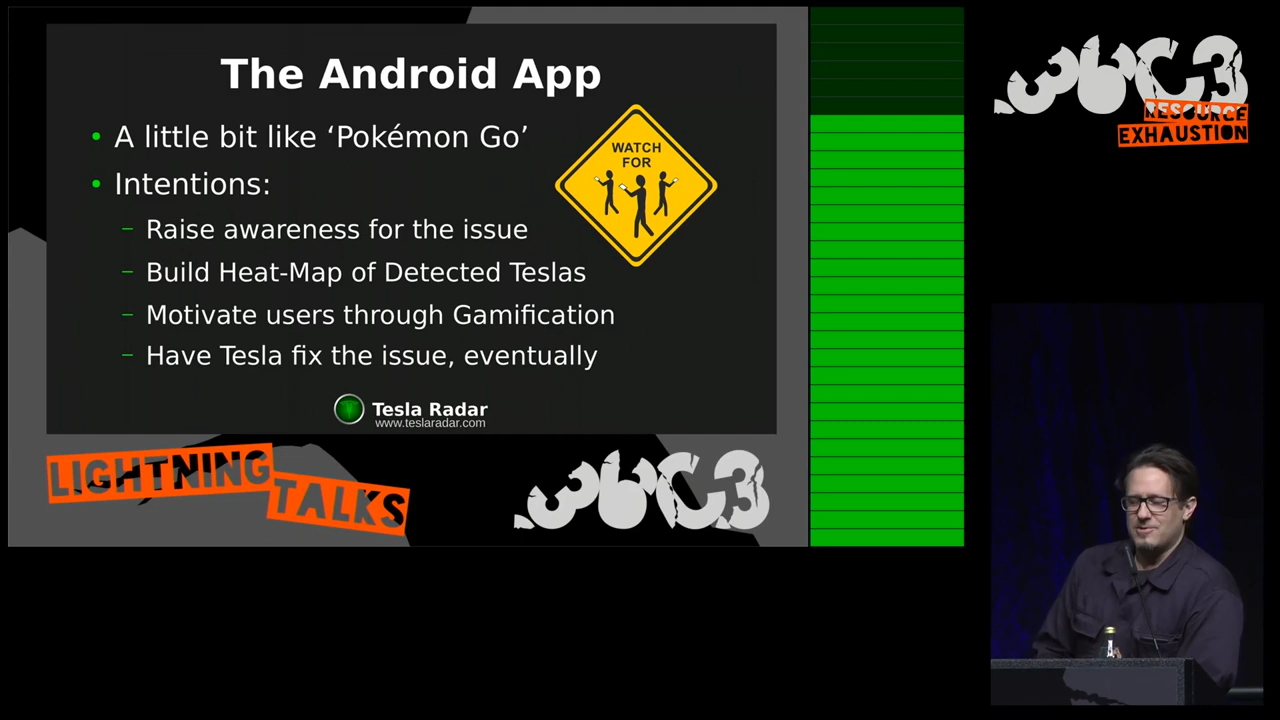 The Android App
A little bit like ‘Pokémon Go’
Intentions:
Raise awareness for the issue
Build Heat-Map of Detected Teslas
Motivate users through Gamification
Have Tesla fix the issue, eventually
WATCH
FOR
Tesla Radar
www.teslaradar.com
LIGHTNING
TALKS
36C3
36C3
RESOURCE
EXHAUSTION